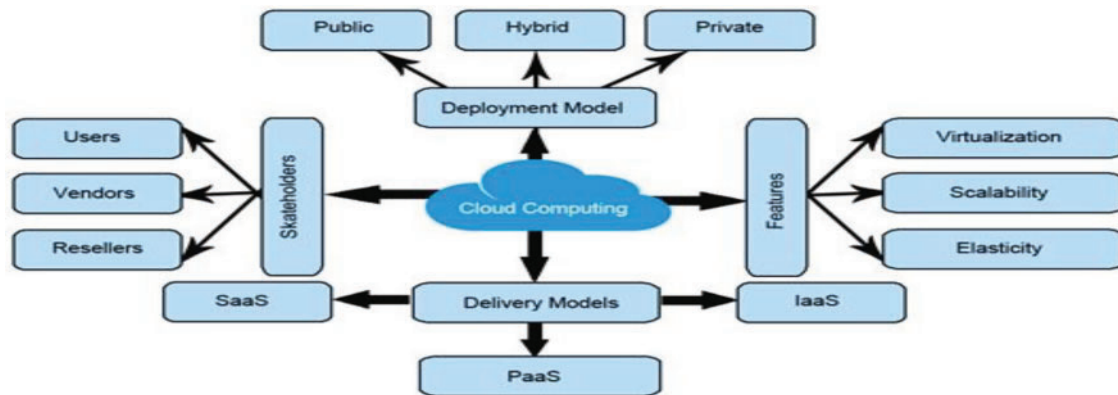 Public
Hybrid
Private
Deployment Model
Users
Vendors
Resellers
Skateholders
Cloud Computing
Features
Virtualization
Scalability
Elasticity
SaaS
Delivery Models
IaaS
PaaS